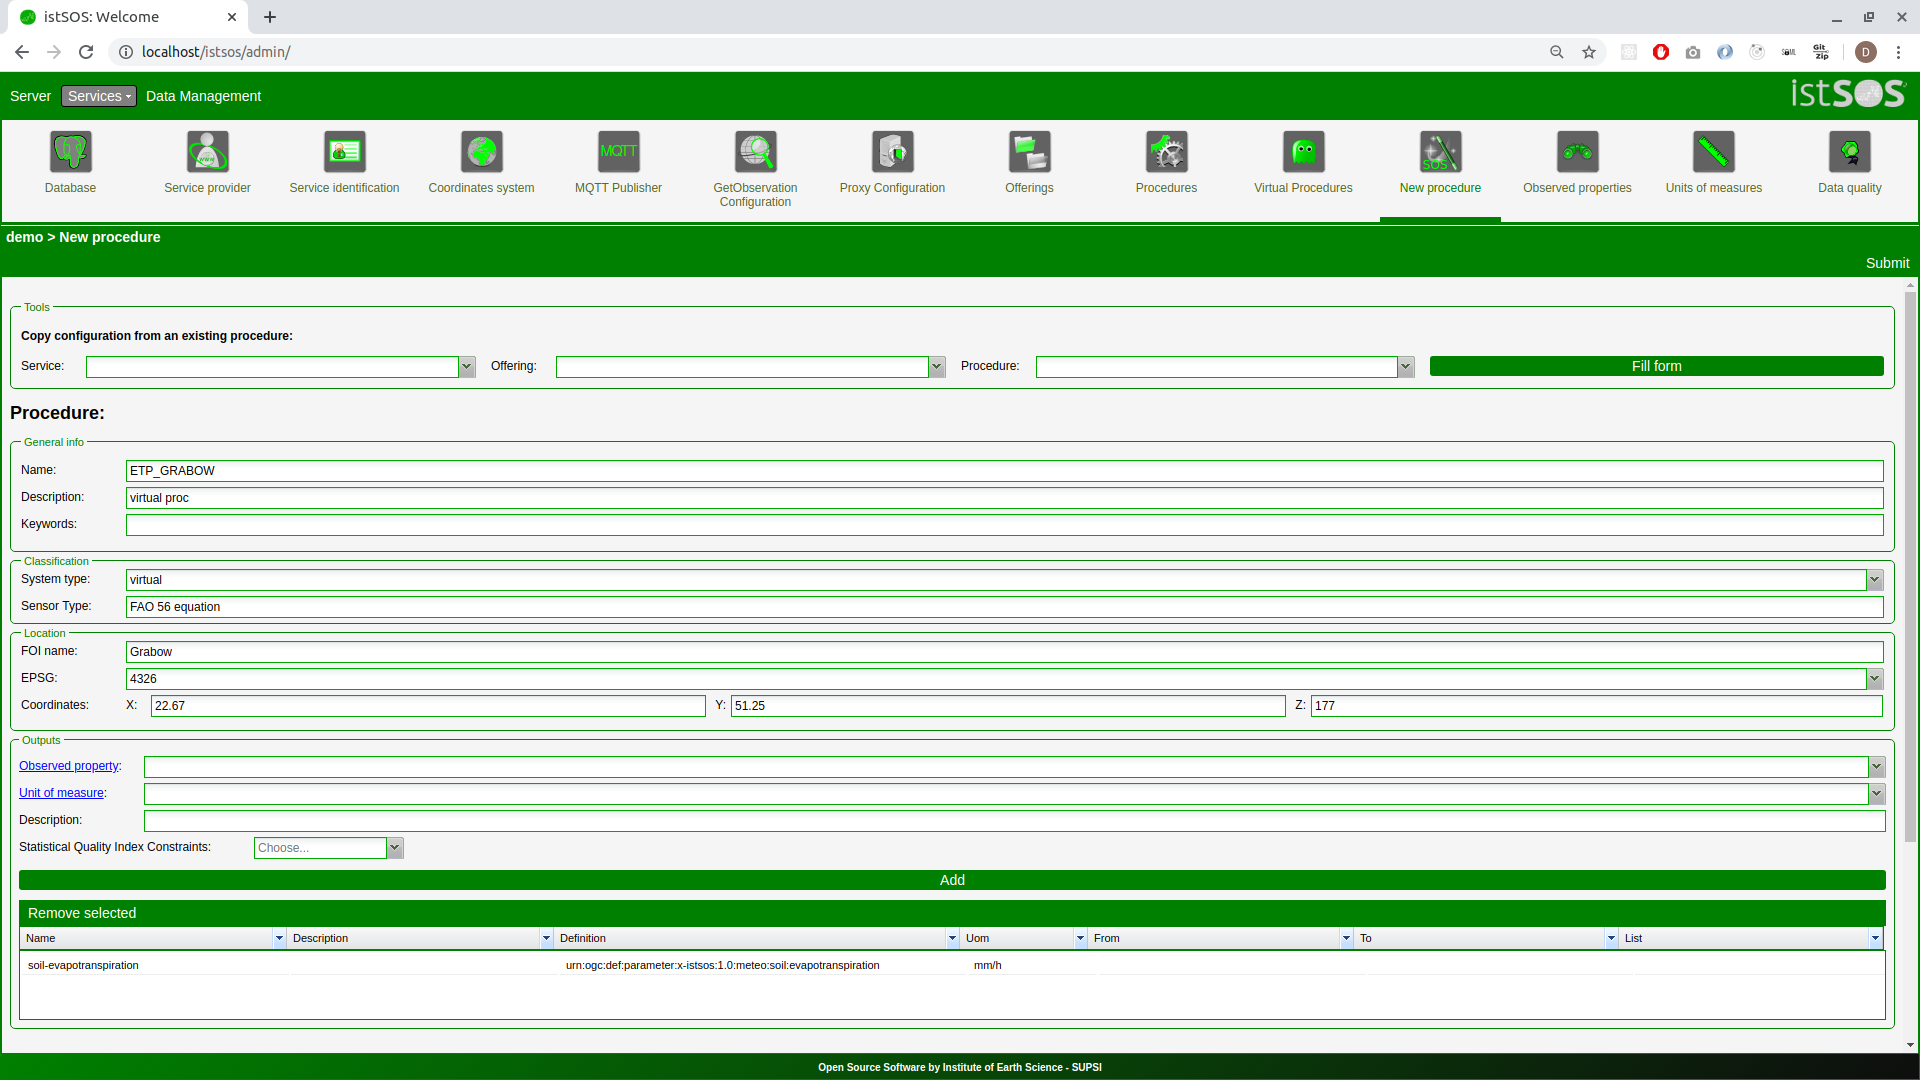 istSOS: Welcome
localhost/istsos/admin/
Git Zip
D
Server Services Data Management
istSOS
MQTT
www
SOS
Database Service provider Service identification Coordinates system MQTT Publisher GetObservation Configuration Proxy Configuration Offerings Procedures Virtual Procedures New procedure Observed properties Units of measures Data quality
demo > New procedure
Submit
Tools
Copy configuration from an existing procedure:
Service: Offering: Procedure: Fill form
Procedure:
General info
Name: ETP_GRABOW
Description: virtual proc
Keywords:
Classification
System type: virtual
Sensor Type: FAO 56 equation
Location
FOI name: Grabow
EPSG: 4326
Coordinates: X: 22.67 Y: 51.25 Z: 177
Outputs
Observed property:
Unit of measure:
Description:
Statistical Quality Index Constraints: Choose...
Add
Remove selected
Name Description Definition Uom From To List
soil-evapotranspiration urn:ogc:def:parameter:x-istsos:1.0:meteo:soil:evapotranspiration mm/h
Open Source Software by Institute of Earth Science - SUPSI